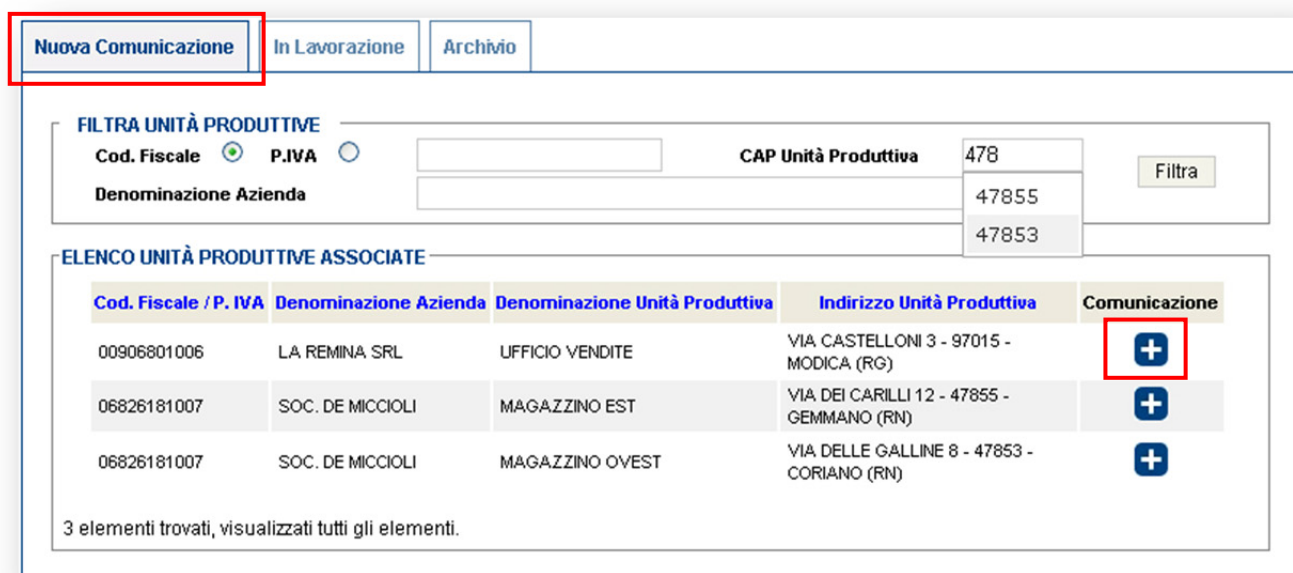 Nuova Comunicazione In Lavorazione Archivio
FILTRA UNITÀ PRODUTTIVE
Cod. Fiscale P.IVA CAP Unità Produttiva 478 Filtra
Denominazione Azienda 47855
47853
ELENCO UNITÀ PRODUTTIVE ASSOCIATE
Cod. Fiscale / P. IVA Denominazione Azienda Denominazione Unità Produttiva Indirizzo Unità Produttiva Comunicazione
00906801006 LA REMINA SRL UFFICIO VENDITE VIA CASTELLONI 3 - 97015 -
MODICA (RG)
06826181007 SOC. DE MICCIOLI MAGAZZINO EST VIA DEI CARILLI 12 - 47855 -
GEMMANO (RN)
06826181007 SOC. DE MICCIOLI MAGAZZINO OVEST VIA DELLE GALLINE 8 - 47853 -
CORIANO (RN)
3 elementi trovati, visualizzati tutti gli elementi.